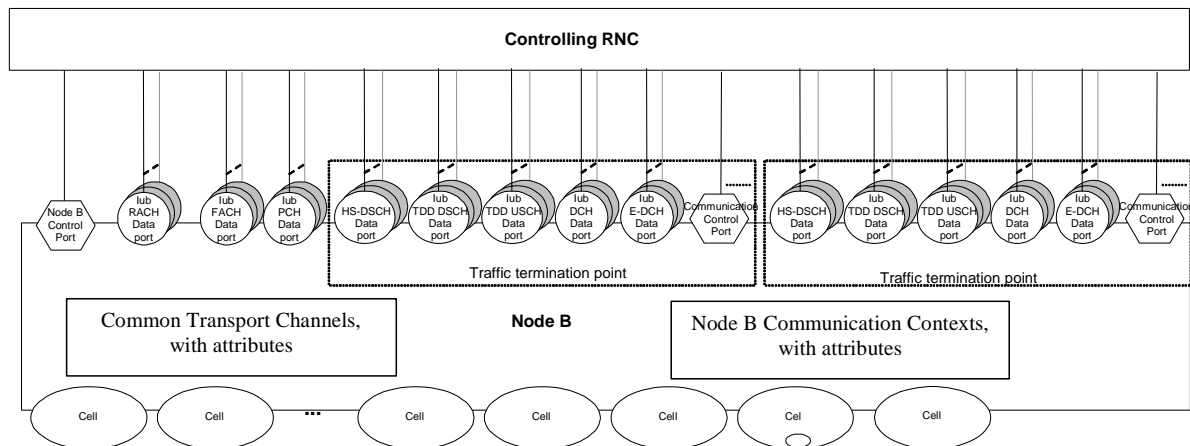 Controlling RNC
Node B
Control
Port
Iub
RACH
Data
port
Iub
FACH
Data
port
Iub
PCH
Data
port
HS-DSCH
Data
port
Iub
TDD DSCH
Data
port
Iub
TDD USCH
Data
port
Iub
DCH
Data
port
Iub
E-DCH
Data
port
Communication
Control
Port
HS-DSCH
Data
port
Iub
TDD DSCH
Data
port
Iub
TDD USCH
Data
port
Iub
DCH
Data
port
Iub
E-DCH
Data
port
Communication
Control
Port
Traffic termination point
Traffic termination point
Common Transport Channels,
with attributes
Node B
Node B Communication Contexts,
with attributes
Cell
Cell
...
Cell
Cell
Cell
Cel
Cell